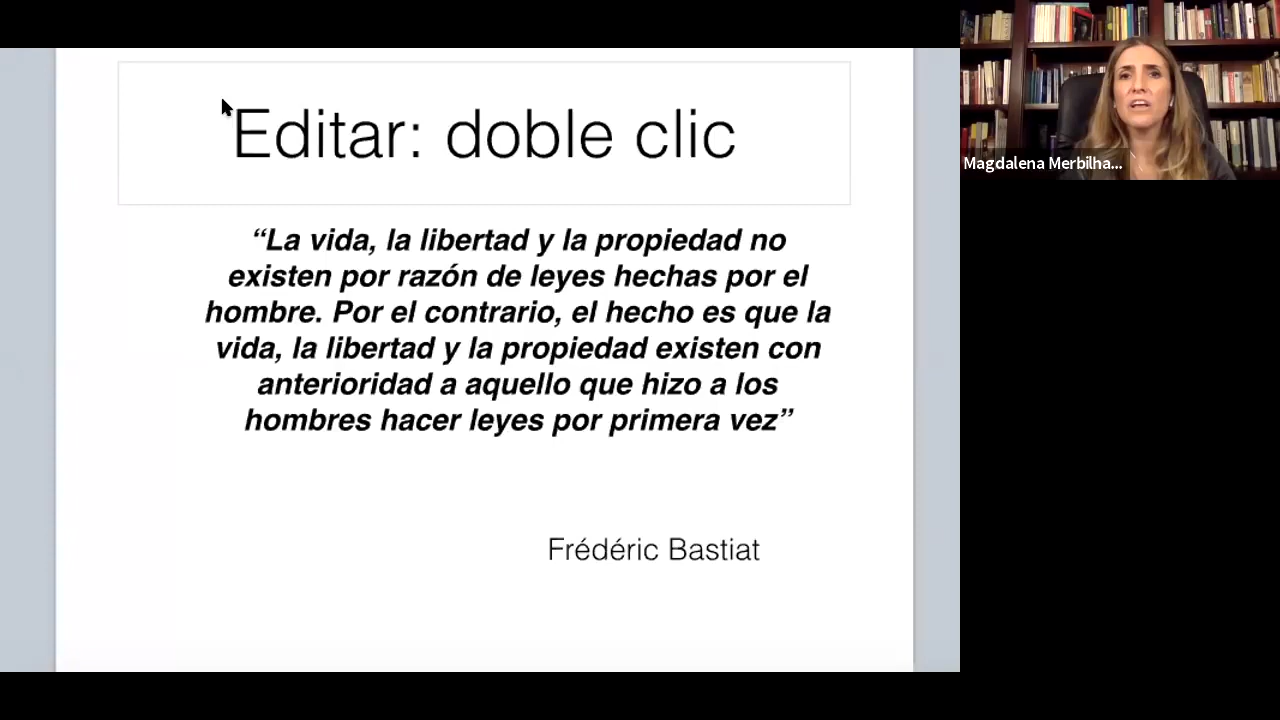 Editar: doble clic
“La vida, la libertad y la propiedad no
existen por razón de leyes hechas por el
hombre. Por el contrario, el hecho es que la
vida, la libertad y la propiedad existen con
anterioridad a aquello que hizo a los
hombres hacer leyes por primera vez”
Frédéric Bastiat
Magdalena Merbilha...